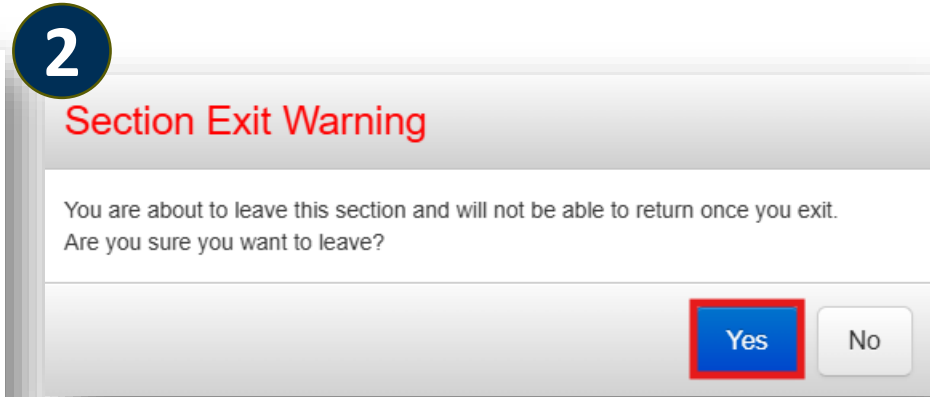 2
Section Exit Warning
You are about to leave this section and will not be able to return once you exit.
Are you sure you want to leave?
Yes No